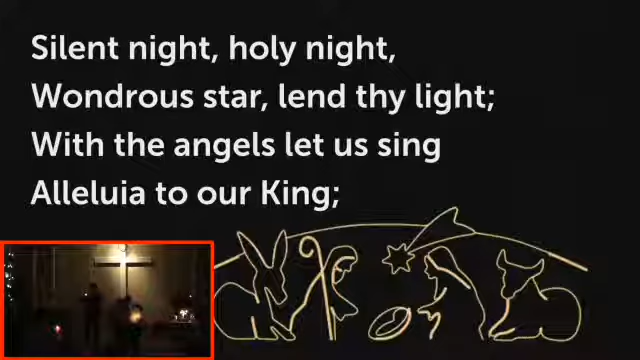 Silent night, holy night,
Wondrous star, lend thy light;
With the angels let us sing
Alleluia to our King;